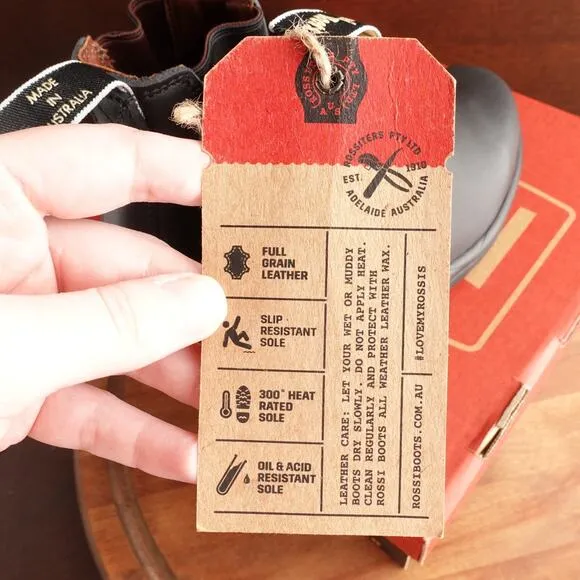 MADE
IN
AUSTRALIA
ROSSITERS PTY LTD
EST. 1910
ADELAIDE AUSTRALIA
FULL
GRAIN
LEATHER
SLIP
RESISTANT
SOLE
300° HEAT
RATED
SOLE
OIL & ACID
RESISTANT
SOLE
LEATHER CARE: LET YOUR WET OR MUDDY
BOOTS DRY SLOWLY. DO NOT APPLY HEAT.
CLEAN REGULARLY AND PROTECT WITH
ROSSI BOOTS ALL WEATHER LEATHER WAX.
#LOVEMYROSSIS
ROSSIBOOTS.COM.AU